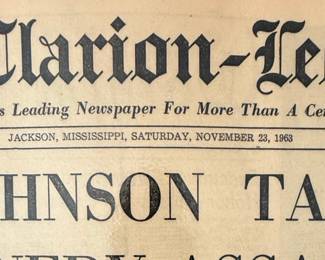 Clarion-Le
s Leading Newspaper For More Than A Ce
JACKSON, MISSISSIPPI, SATURDAY, NOVEMBER 23, 1963
HNSON TA